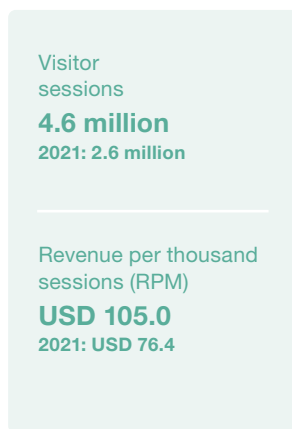 Visitor
sessions
4.6 million
2021: 2.6 million
Revenue per thousand
sessions (RPM)
USD 105.0
2021: USD 76.4